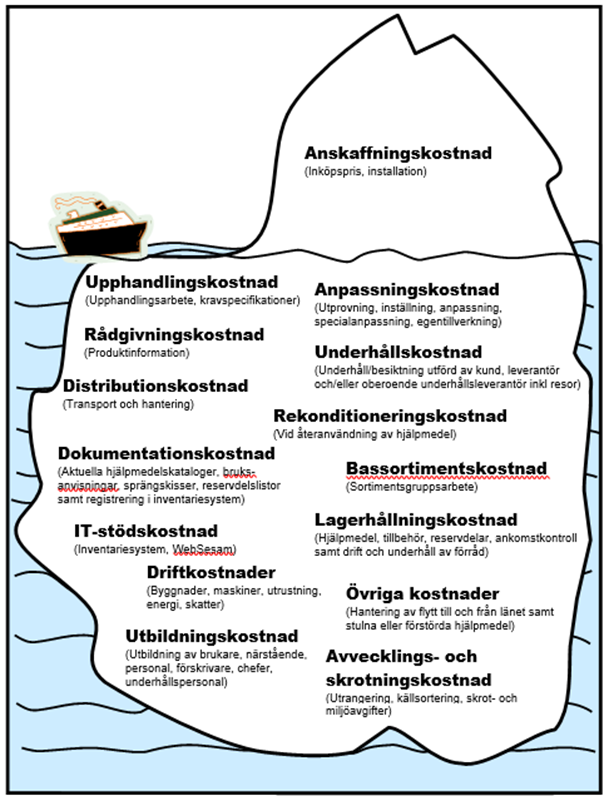 Anskaffningskostnad
(Inköpspris, installation)
Upphandlingskostnad
(Upphandlingsarbete, kravspecifikationer)
Anpassningskostnad
(Utprovning, inställning, anpassning,
specialanpassning, egentillverkning)
Rådgivningskostnad
(Produktinformation)
Underhållskostnad
(Underhåll/besiktning utförd av kund, leverantör
och/eller oberoende underhållsleverantör inkl resor)
Distributionskostnad
(Transport och hantering)
Rekonditioneringskostnad
(Vid återanvändning av hjälpmedel)
Dokumentationskostnad
(Aktuella hjälpmedelskataloger, bruks-
anvisningar, sprängskisser, reservdelslistor
samt registrering i inventariesystem)
Bassortimentskostnad
(Sortimentsgruppsarbete)
Lagerhållningskostnad
(Hjälpmedel, tillbehör, reservdelar, ankomstkontroll
samt drift och underhåll av förråd)
IT-stödskostnad
(Inventariesystem, WebSesam)
Driftkostnader
(Byggnader, maskiner, utrustning,
energi, skatter)
Övriga kostnader
(Hantering av flytt till och från länet samt
stulna eller förstörda hjälpmedel)
Utbildningskostnad
(Utbildning av brukare, närstående,
personal, förskrivare, chefer,
underhållspersonal)
Avvecklings- och
skrotningskostnad
(Utrangering, källsortering, skrot- och
miljöavgifter)